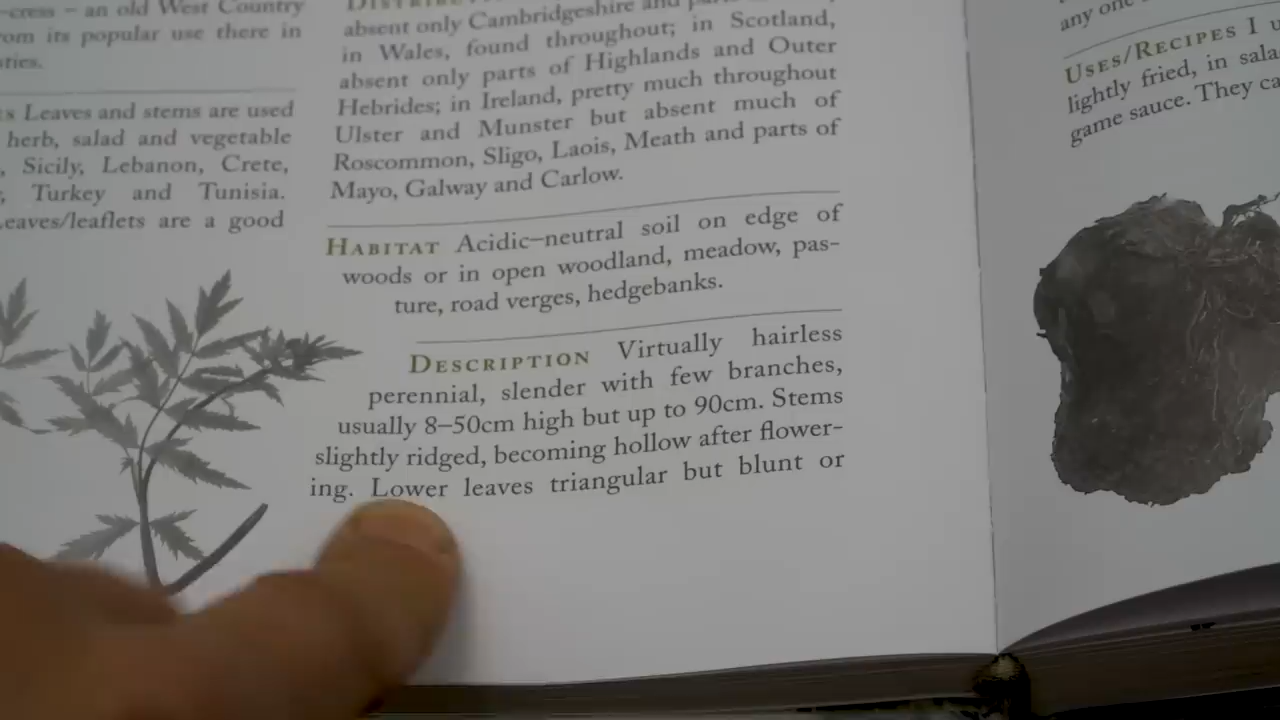 -cress – an old West Country
from its popular use there in
Leaves and stems are used
herb, salad and vegetable
, Sicily, Lebanon, Crete,
, Turkey and Tunisia.
Leaves/leaflets are a good
absent only Cambridgeshire and
in Wales, found throughout; in Scotland,
absent only parts of Highlands and Outer
Hebrides; in Ireland, pretty much throughout
Ulster and Munster but absent much of
Roscommon, Sligo, Laois, Meath and parts of
Mayo, Galway and Carlow.
HABITAT Acidic–neutral soil on edge of
woods or in open woodland, meadow, pas-
ture, road verges, hedgebanks.
DESCRIPTION Virtually hairless
perennial, slender with few branches,
usually 8–50cm high but up to 90cm. Stems
slightly ridged, becoming hollow after flower-
ing. Lower leaves triangular but blunt or
any one
USES/RECIPES I
lightly fried, in
game sauce. They